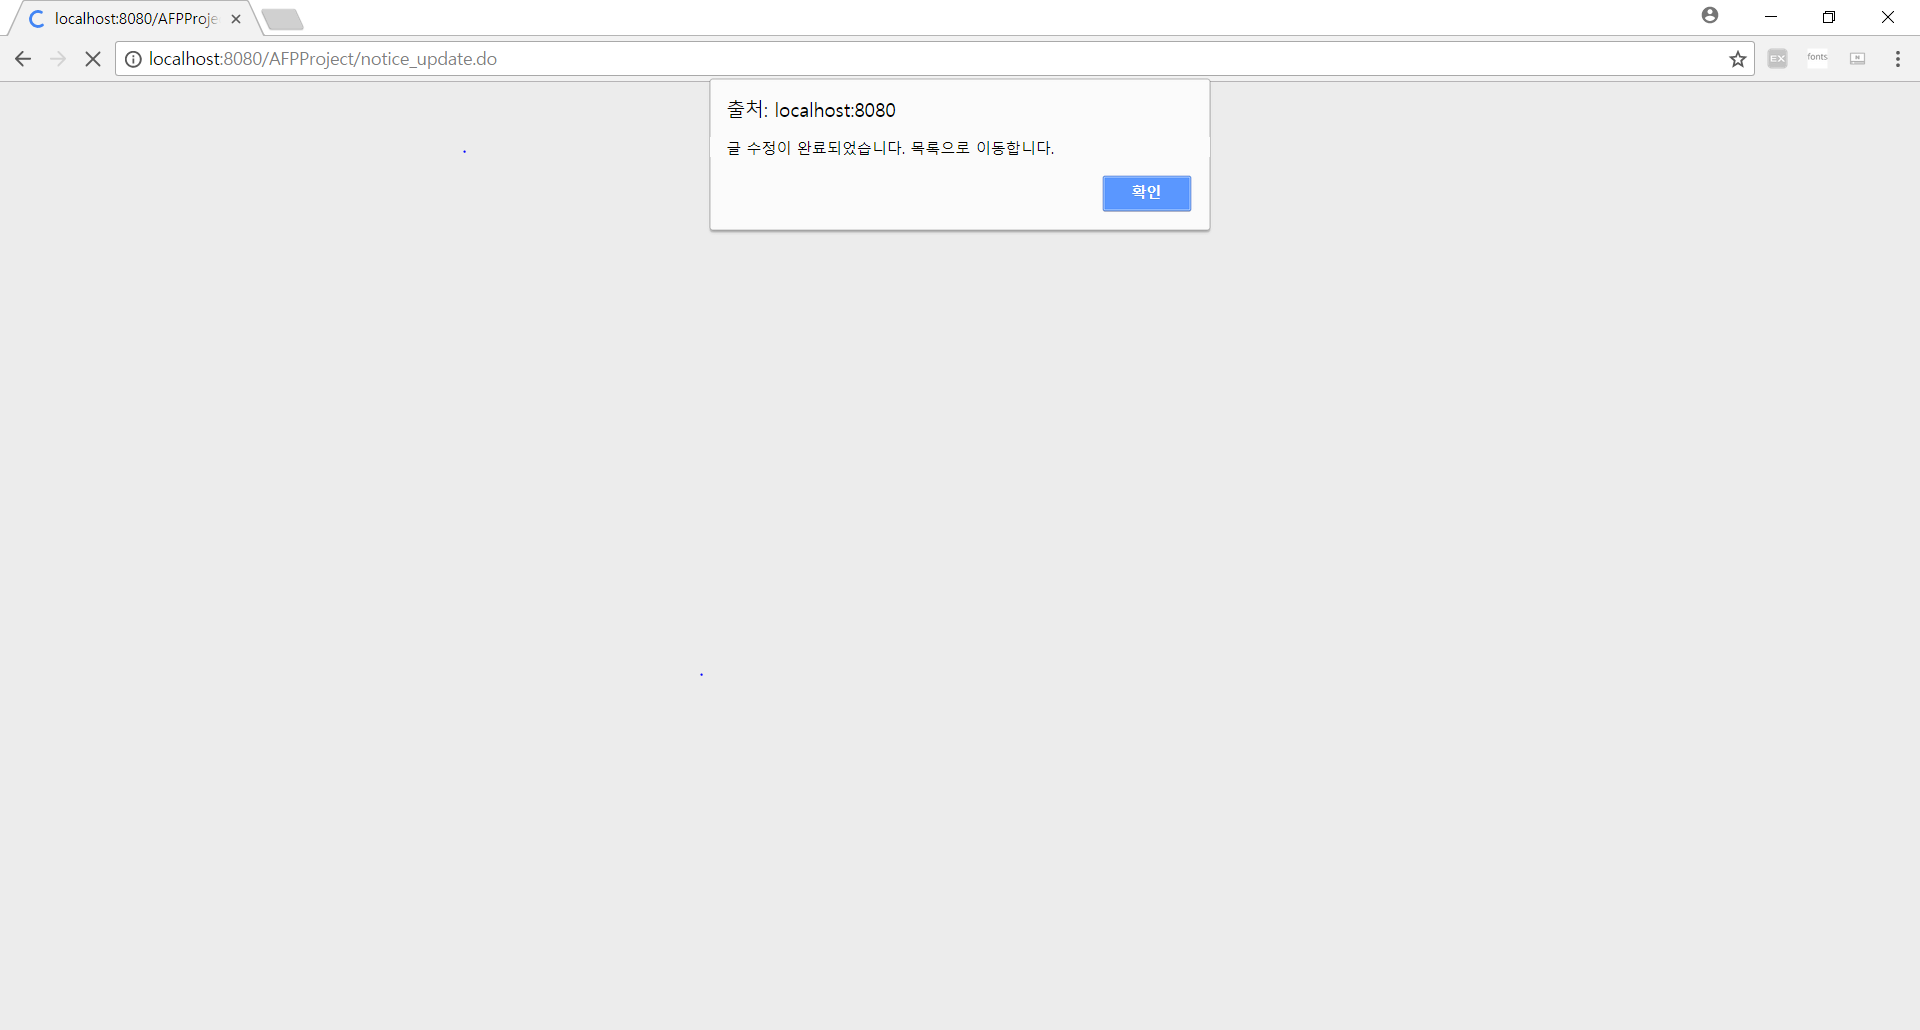 localhost:8080/AFPProje
localhost:8080/AFPProject/notice_update.do
EX
fonts
출처: localhost:8080
글 수정이 완료되었습니다. 목록으로 이동합니다.
확인